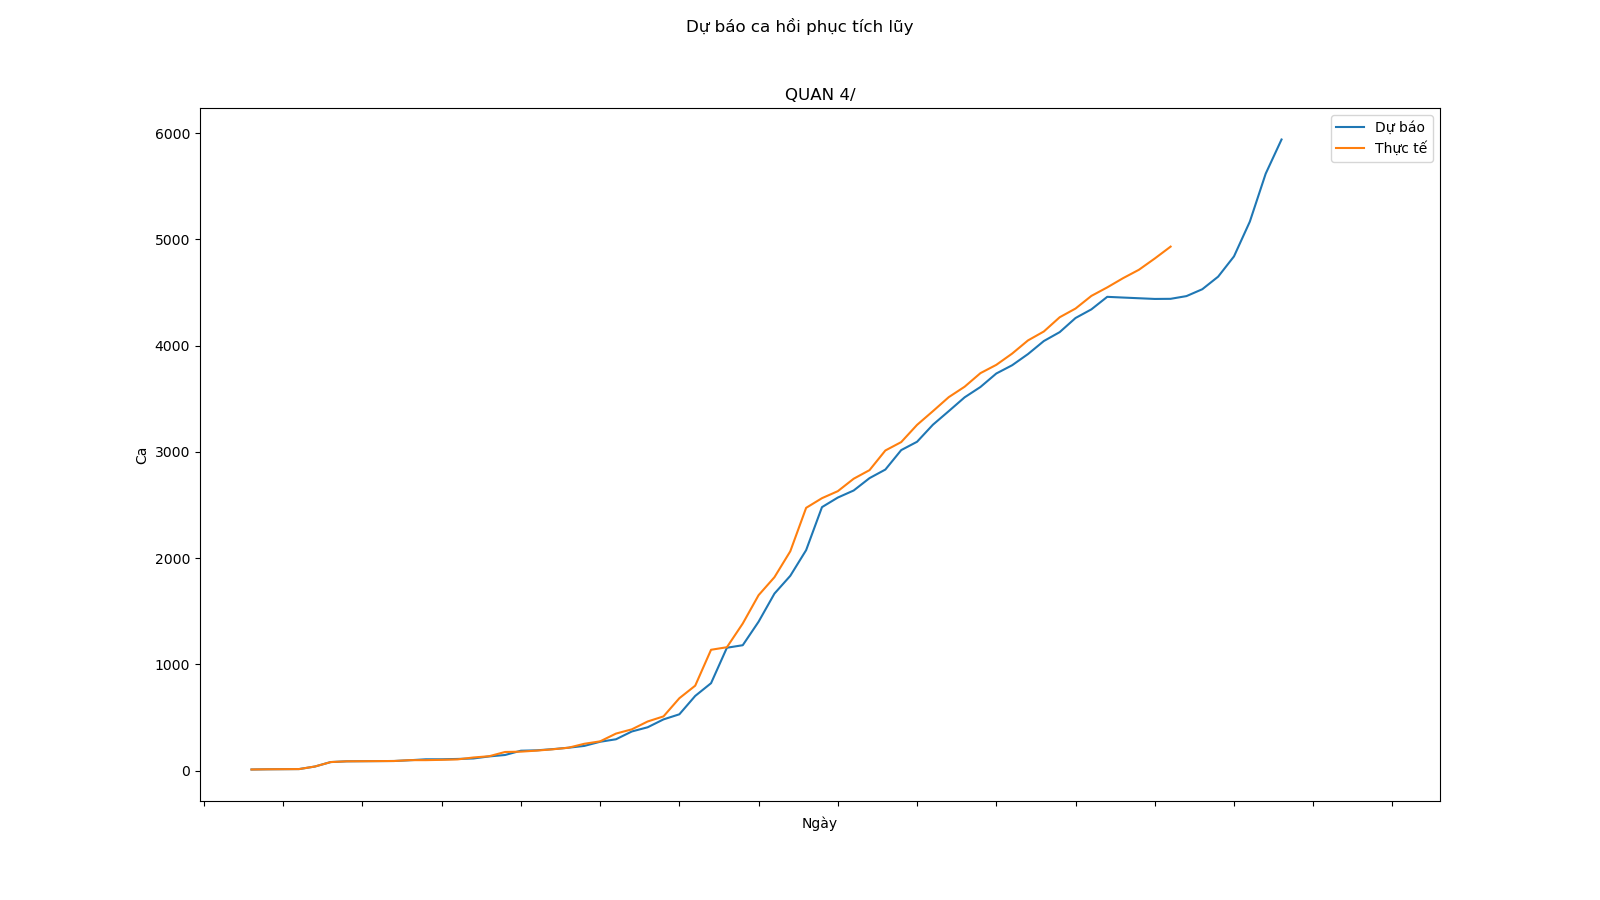 Dự báo ca hồi phục tích lũy
QUAN 4/
Dự báo
Thực tế
6000
5000
4000
3000
2000
1000
0
Ca
Ngày